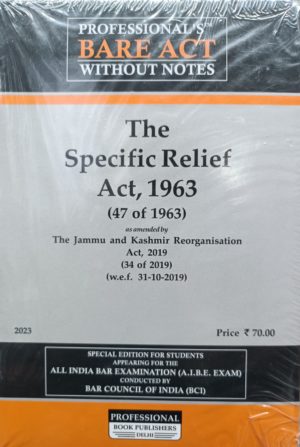 PROFESSIONAL'S™
BARE ACT
WITHOUT NOTES
The
Specific Relief
Act, 1963
(47 of 1963)
as amended by
The Jammu and Kashmir Reorganisation
Act, 2019
(34 of 2019)
(w.e.f. 31-10-2019)
2023
Price ₹ 70.00
SPECIAL EDITION FOR STUDENTS
APPEARING FOR THE
ALL INDIA BAR EXAMINATION (A.I.B.E. EXAM)
CONDUCTED BY
BAR COUNCIL OF INDIA (BCI)
PROFESSIONAL
BOOK PUBLISHERS
DELHI